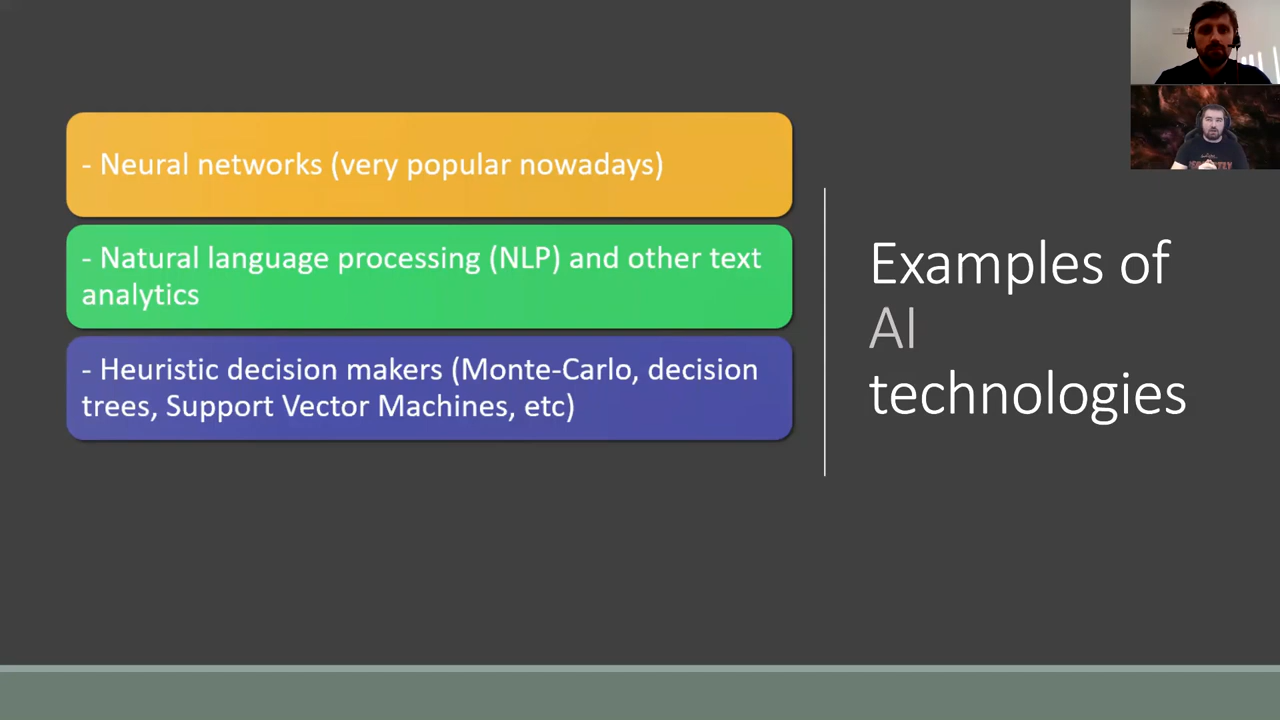 - Neural networks (very popular nowadays)
- Natural language processing (NLP) and other text
analytics
- Heuristic decision makers (Monte-Carlo, decision
trees, Support Vector Machines, etc)
Examples of
AI
technologies